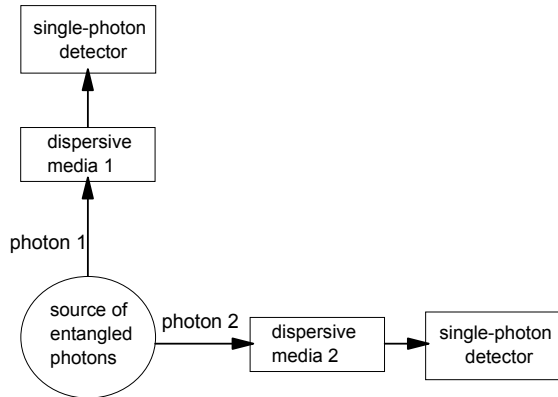 single-photon
detector
dispersive
media 1
photon 1
source of
entangled
photons
photon 2
dispersive
media 2
single-photon
detector